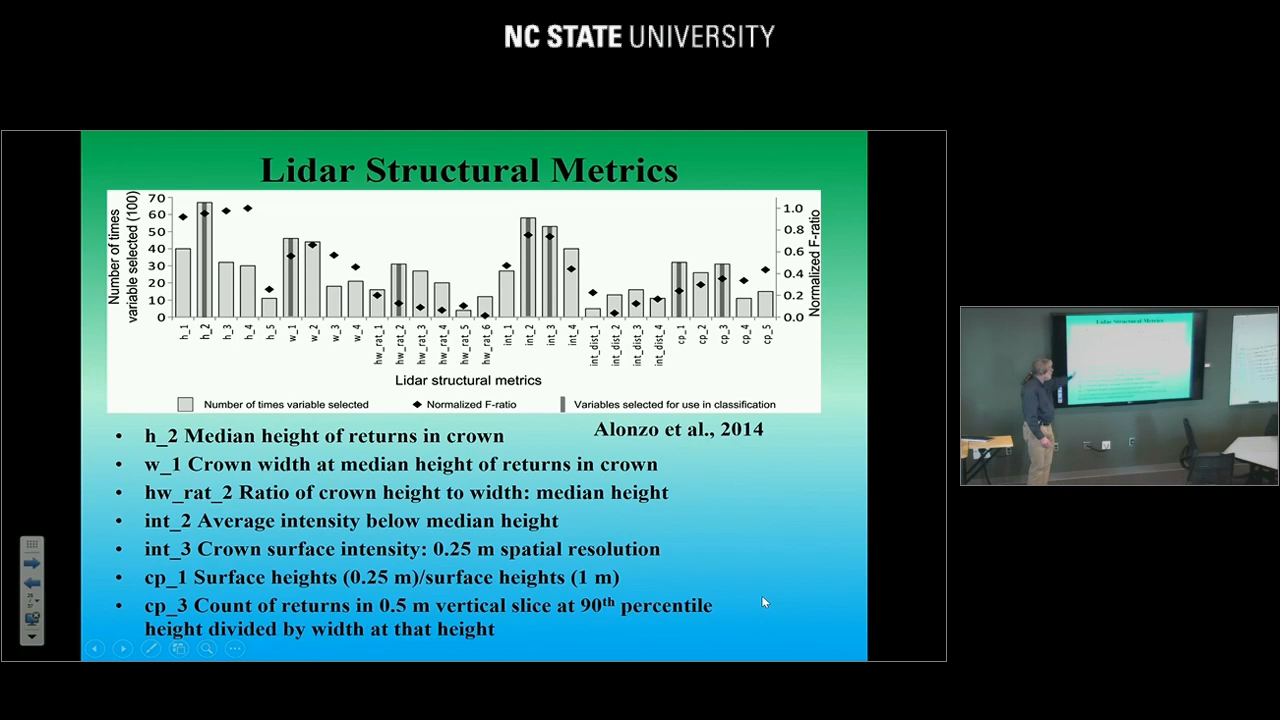 NC STATE UNIVERSITY
Lidar Structural Metrics
Number of times
variable selected (100)
70
60
50
40
30
20
10
0
1.0
0.8
0.6
0.4
0.2
0.0
Normalized F-ratio
h_1 h_2 h_3 h_4 h_5 w_1 w_2 w_3 w_4 hw_rat_1 hw_rat_2 hw_rat_3 hw_rat_4 hw_rat_5 hw_rat_6 int_1 int_2 int_3 int_4 int_dist_1 int_dist_2 int_dist_3 int_dist_4 cp_1 cp_2 cp_3 cp_4 cp_5
Lidar structural metrics
Number of times variable selected Normalized F-ratio Variables selected for use in classification
Alonzo et al., 2014
• h_2 Median height of returns in crown
• w_1 Crown width at median height of returns in crown
• hw_rat_2 Ratio of crown height to width: median height
• int_2 Average intensity below median height
• int_3 Crown surface intensity: 0.25 m spatial resolution
• cp_1 Surface heights (0.25 m)/surface heights (1 m)
• cp_3 Count of returns in 0.5 m vertical slice at 90th percentile
height divided by width at that height
Lidar Structural Metrics